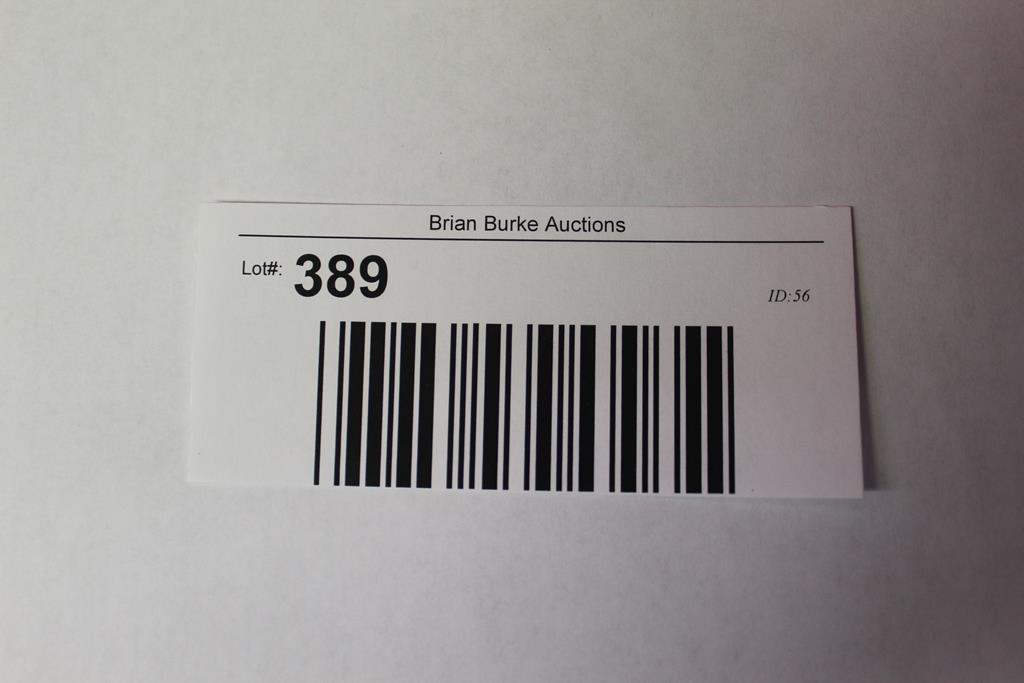 Brian Burke Auctions
Lot#: 389
ID:56